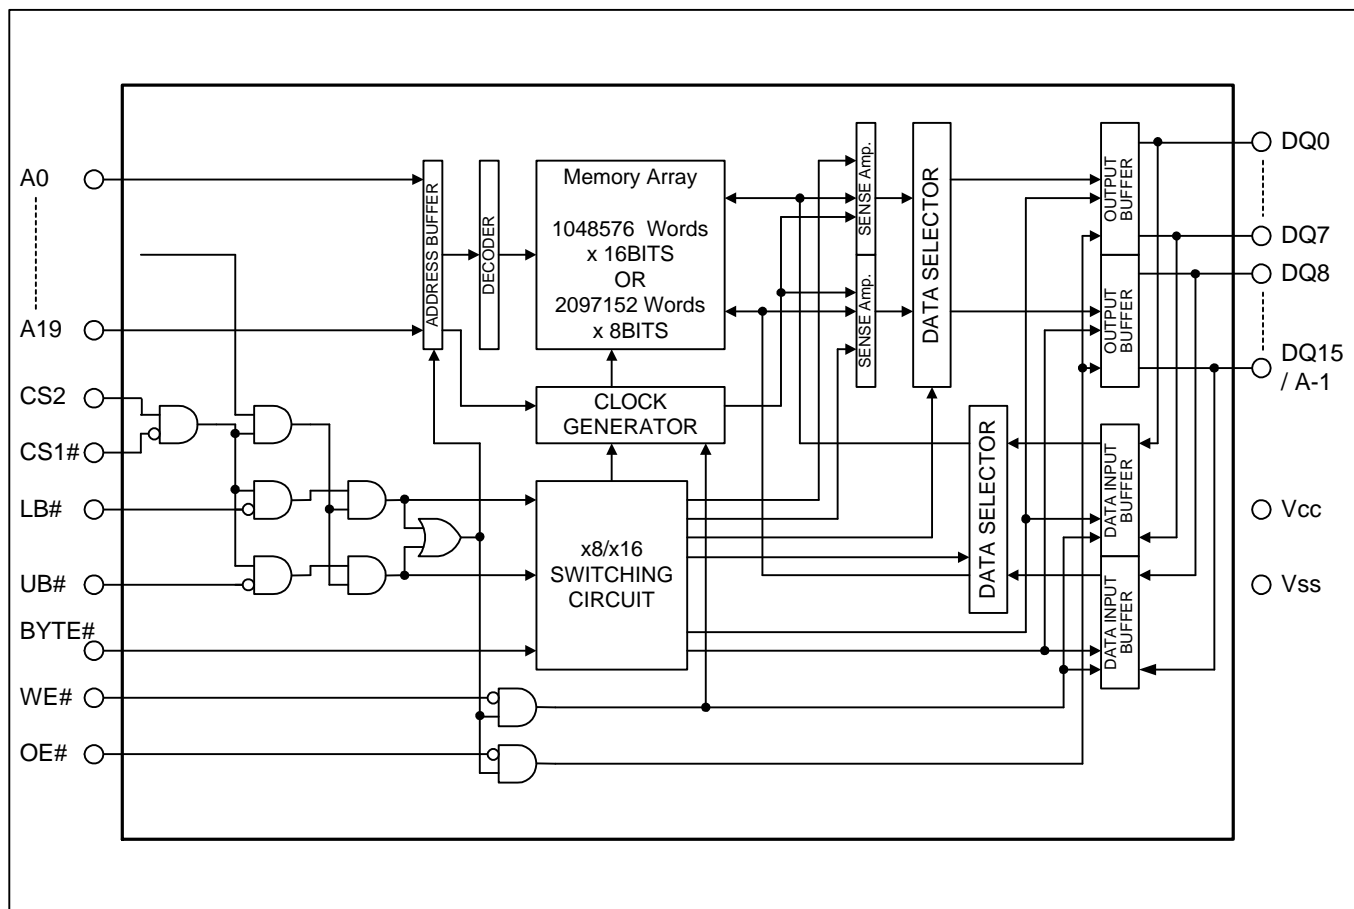 A0
A19
CS2
CS1#
LB#
UB#
BYTE#
WE#
OE#
ADDRESS BUFFER
DECODER
Memory Array
1048576 Words
x 16BITS
OR
2097152 Words
x 8BITS
CLOCK
GENERATOR
x8/x16
SWITCHING
CIRCUIT
SENSE Amp.
SENSE Amp.
DATA SELECTOR
DATA SELECTOR
OUTPUT
BUFFER
OUTPUT
BUFFER
DATA INPUT
BUFFER
DATA INPUT
BUFFER
DQ0
DQ7
DQ8
DQ15
/ A-1
Vcc
Vss